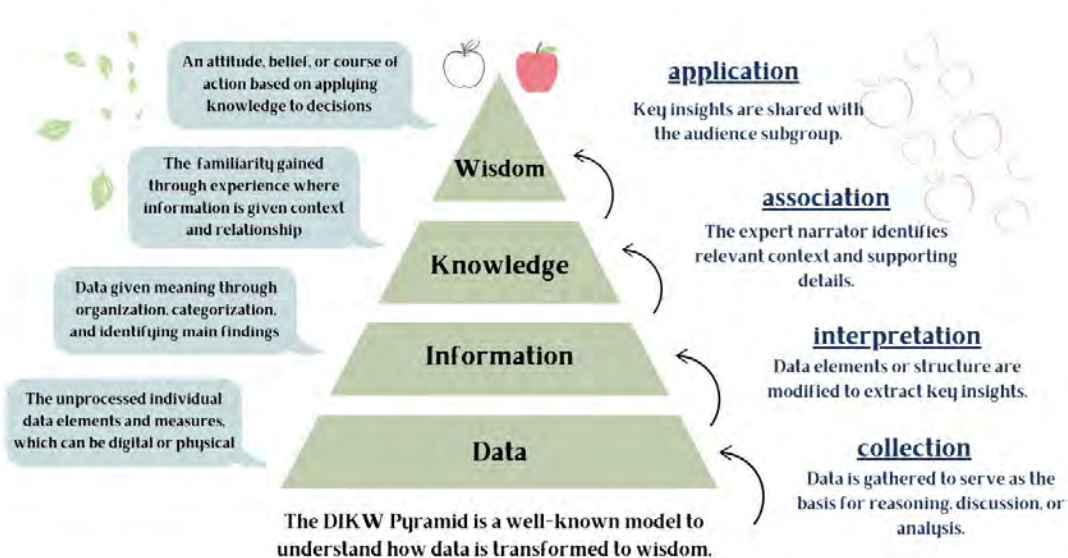 An attitude, belief, or course of
action based on applying
knowledge to decisions
application
Key insights are shared with
the audience subgroup.
Wisdom
The familiarity gained
through experience where
information is given context
and relationship
association
The expert narrator identifies
relevant context and supporting
details.
Knowledge
Data given meaning through
organization, categorization,
and identifying main findings
interpretation
Data elements or structure are
modified to extract key insights.
Information
The unprocessed individual
data elements and measures,
which can be digital or physical
collection
Data is gathered to serve as the
basis for reasoning, discussion, or
analysis.
Data
The DIKW Pyramid is a well-known model to
understand how data is transformed to wisdom.